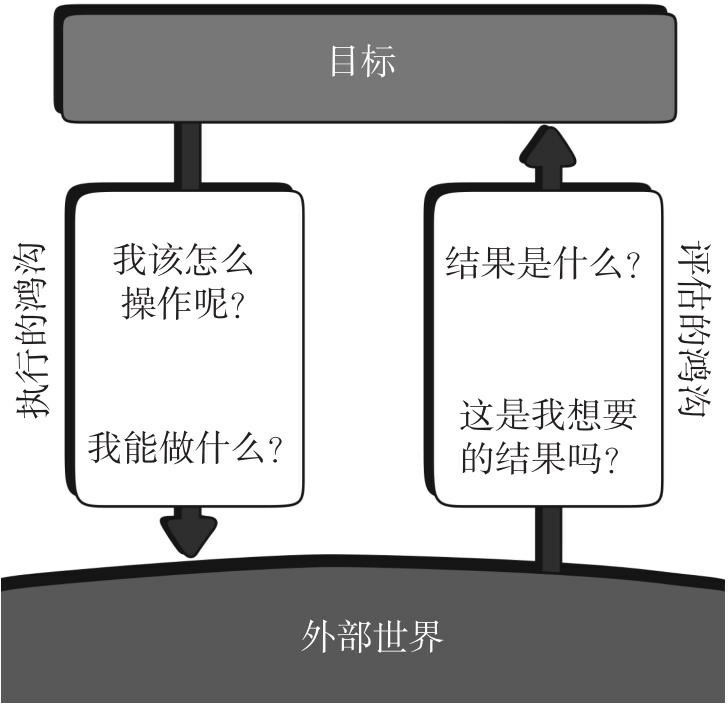 目标
执行的鸿沟
我该怎么
操作呢?
我能做什么?
结果是什么?
这是我想要
的结果吗?
评估的鸿沟
外部世界